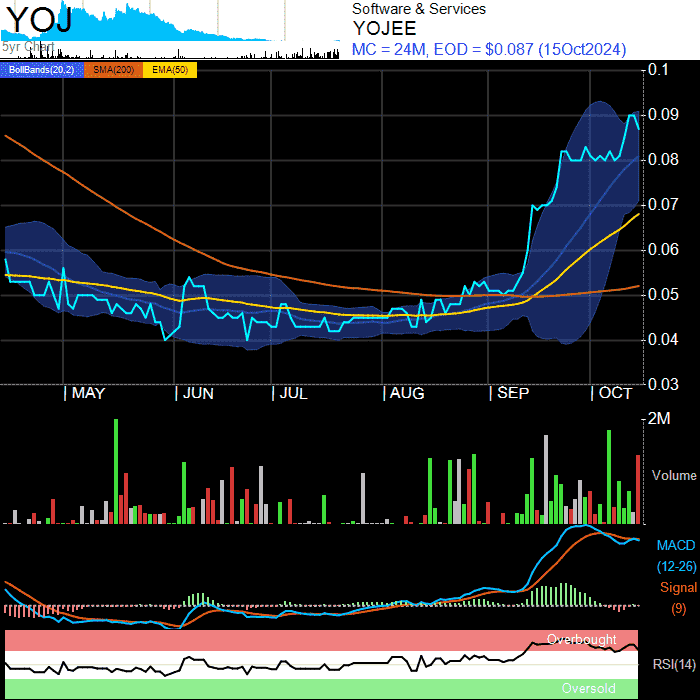 YOJ
Software & Services
YOJEE
5yr Chart
MC = 24M, EOD = $0.087 (15Oct2024)
BollBands(20,2) SMA(200) EMA(50)
0.1
0.09
0.08
0.07
0.06
0.05
0.04
0.03
MAY JUN JUL AUG SEP OCT
2M
Volume
MACD
(12-26)
Signal
(9)
Overbought
RSI(14)
Oversold